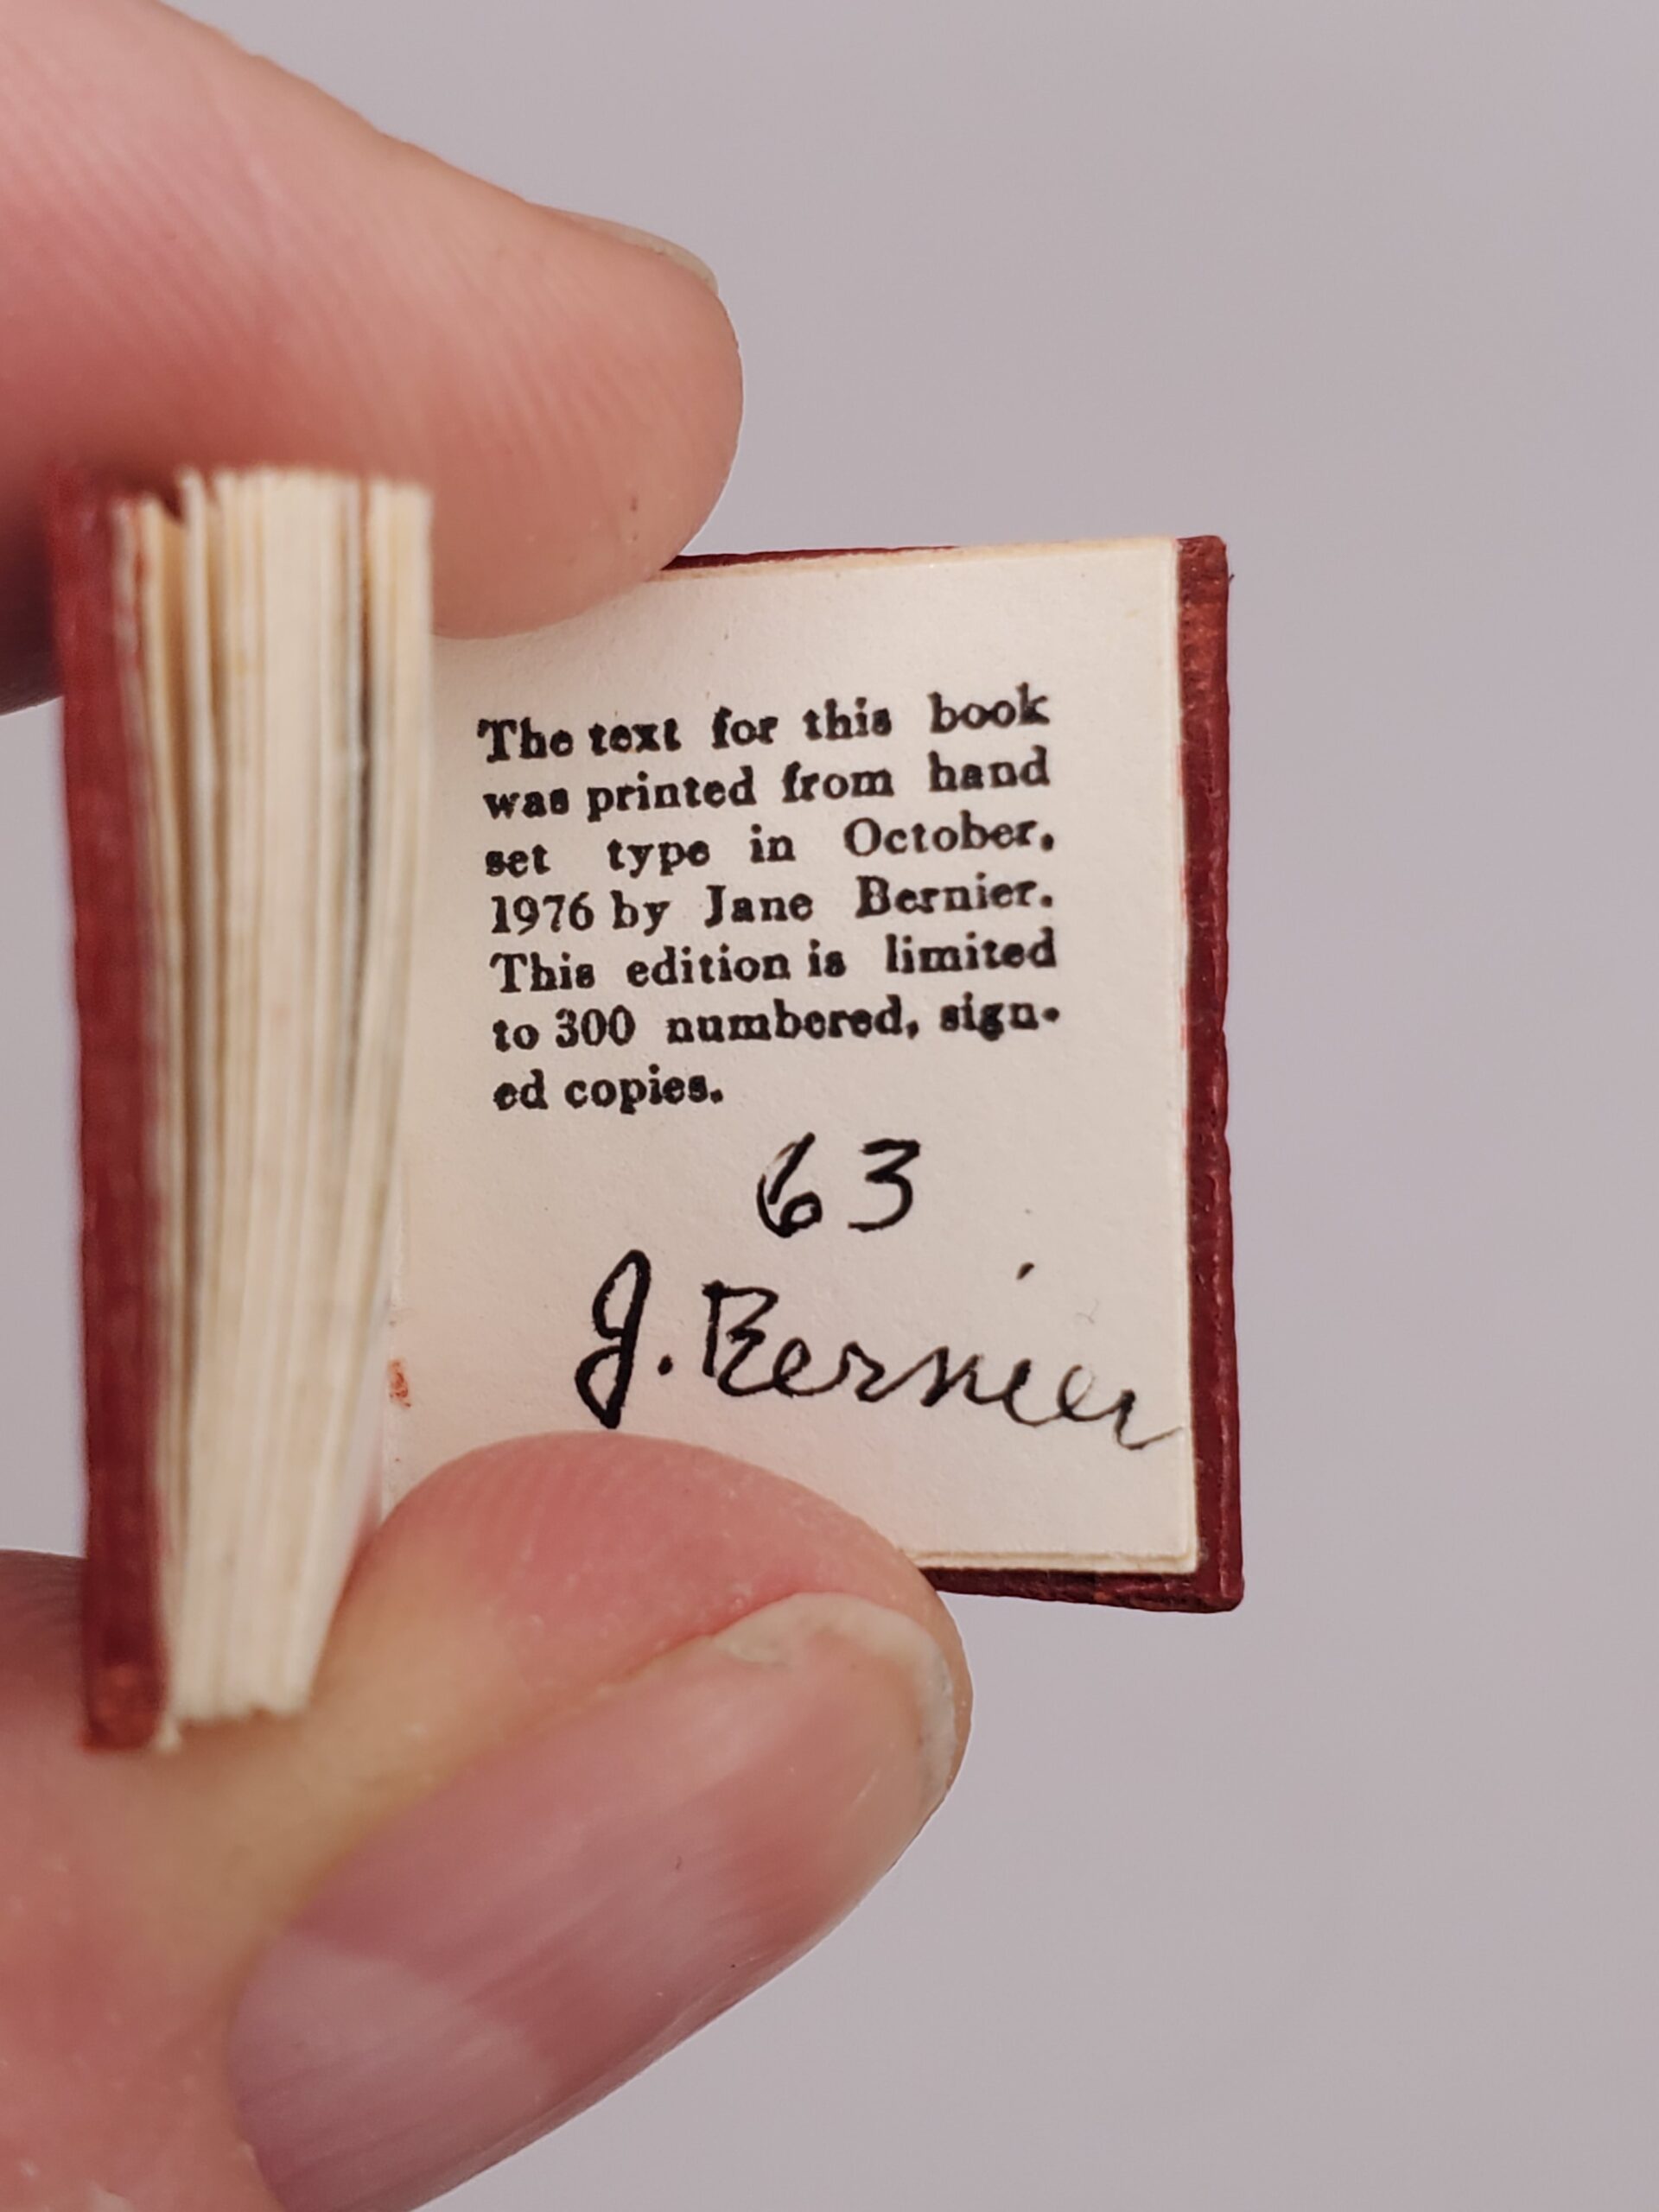 The text for this book
was printed from hand
set type in October,
1976 by Jane Bernier.
This edition is limited
to 300 numbered, sign-
ed copies.
63
J. Bernier